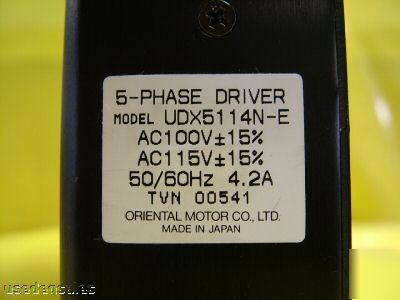 5-PHASE DRIVER
MODEL UDX5114N-E
AC100V±15%
AC115V±15%
50/60Hz 4.2A
TVN 00541
ORIENTAL MOTOR CO., LTD.
MADE IN JAPAN